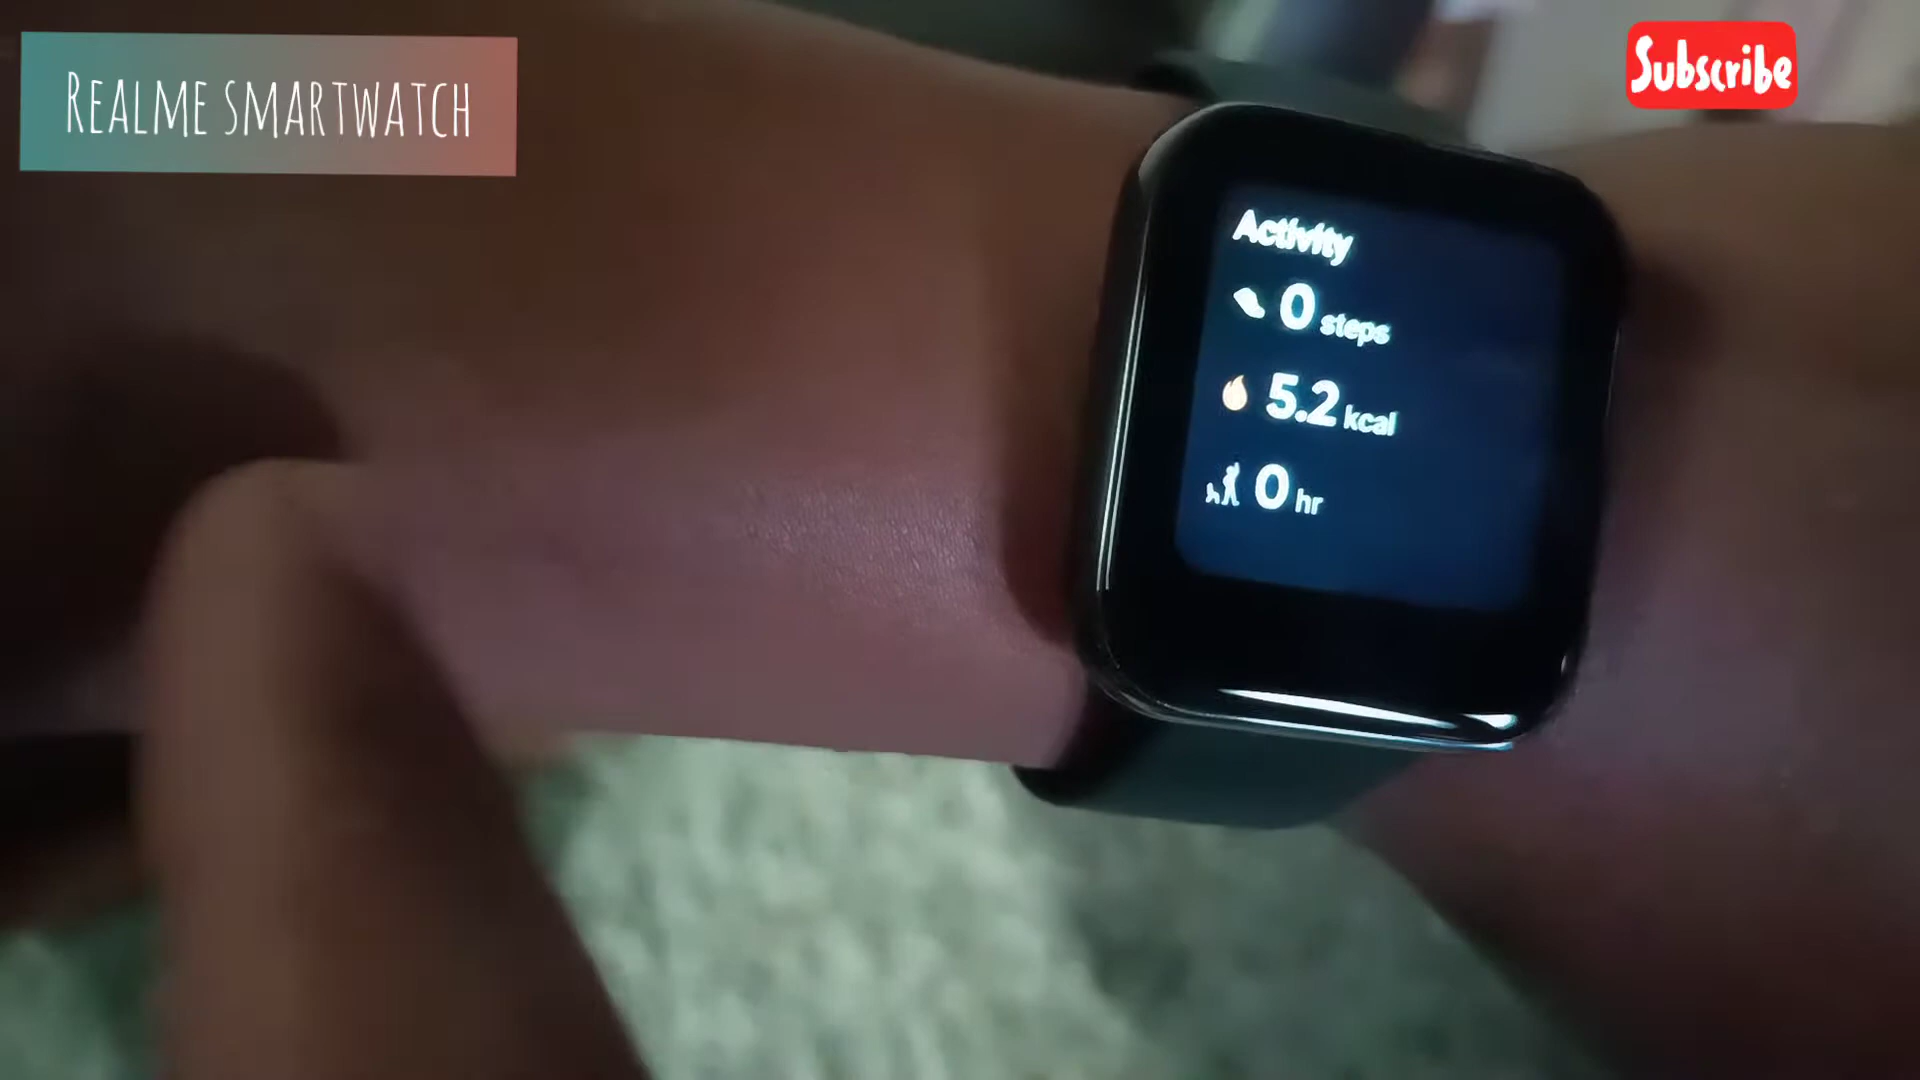 REALME SMARTWATCH
Subscribe
Activity
0 steps
5.2 kcal
0 hr